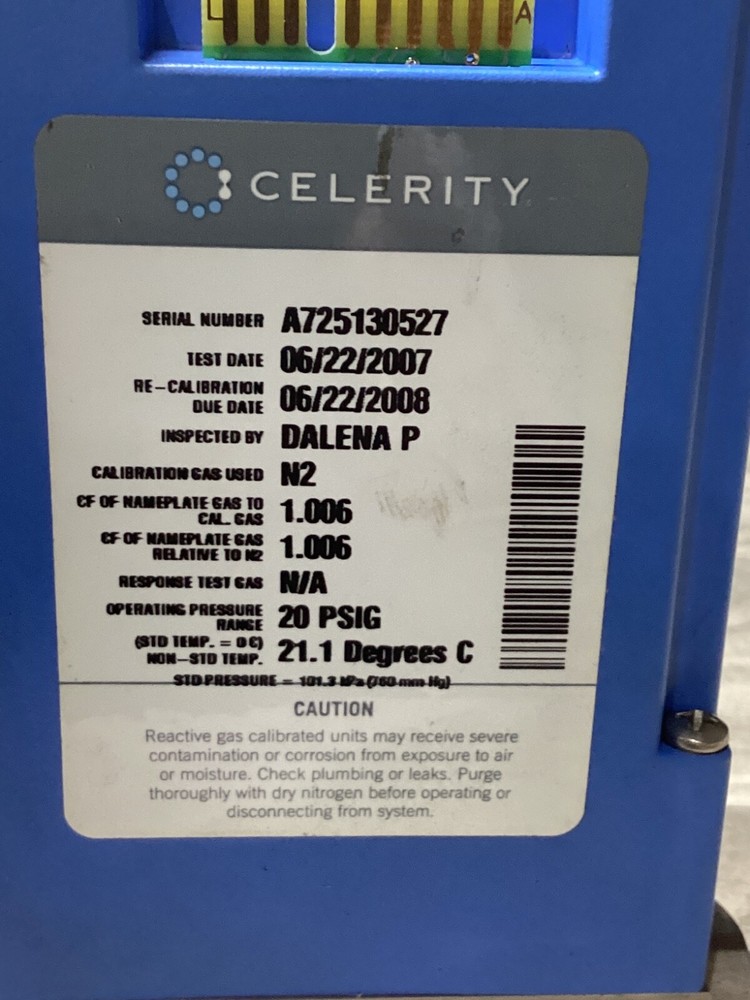 L A
CELERITY
SERIAL NUMBER A725130527
TEST DATE 06/22/2007
RE-CALIBRATION
DUE DATE 06/22/2008
INSPECTED BY DALENA P
CALIBRATION GAS USED N2
CF OF NAMEPLATE GAS TO
CAL. GAS 1.006
CF OF NAMEPLATE GAS
RELATIVE TO N2 1.006
RESPONSE TEST GAS N/A
OPERATING PRESSURE
RANGE 20 PSIG
(STD TEMP. = 0 C)
NON-STD TEMP. 21.1 Degrees C
STD PRESSURE = 101.3 kPa (760 mm Hg)
CAUTION
Reactive gas calibrated units may receive severe
contamination or corrosion from exposure to air
or moisture. Check plumbing or leaks. Purge
thoroughly with dry nitrogen before operating or
disconnecting from system.